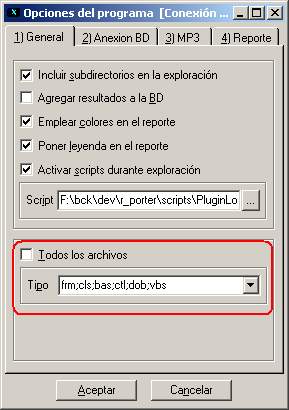 Opciones del programa [Conexión ...
1) General
2) Anexion BD
3) MP3
4) Reporte
Incluir subdirectorios en la exploración
Agregar resultados a la BD
Emplear colores en el reporte
Poner leyenda en el reporte
Activar scripts durante exploración
Script F:\bck\dev\r_porter\scripts\PluginLo ...
Todos los archivos
Tipo frm;cls;bas;ctl;dob;vbs
Aceptar
Cancelar